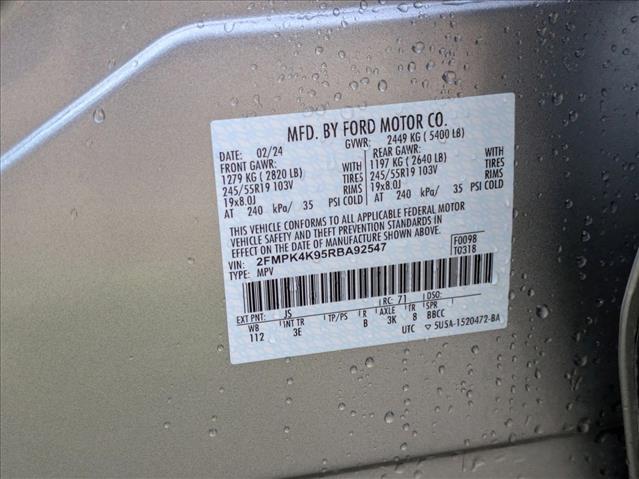 MFD. BY FORD MOTOR CO.
DATE: 02/24 GVWR: 2449 KG ( 5400 LB)
FRONT GAWR: REAR GAWR:
1279 KG ( 2820 LB) WITH 1197 KG ( 2640 LB) WITH
245/55R19 103V TIRES 245/55R19 103V TIRES
19x8.0J RIMS 19x8.0J RIMS
AT 240 kPa/ 35 PSI COLD AT 240 kPa/ 35 PSI COLD
THIS VEHICLE CONFORMS TO ALL APPLICABLE FEDERAL MOTOR
VEHICLE SAFETY AND THEFT PREVENTION STANDARDS IN
EFFECT ON THE DATE OF MANUFACTURE SHOWN ABOVE.
VIN: 2FMPK4K95RBA92547 F0098
TYPE: MPV T0318
EXT PNT: JS RC: 71 DSO:
WB INT TR TP/PS R AXLE TR SPR
112 3E B 3K 8 BBCC
UTC ▽ 5U5A-1520472-BA